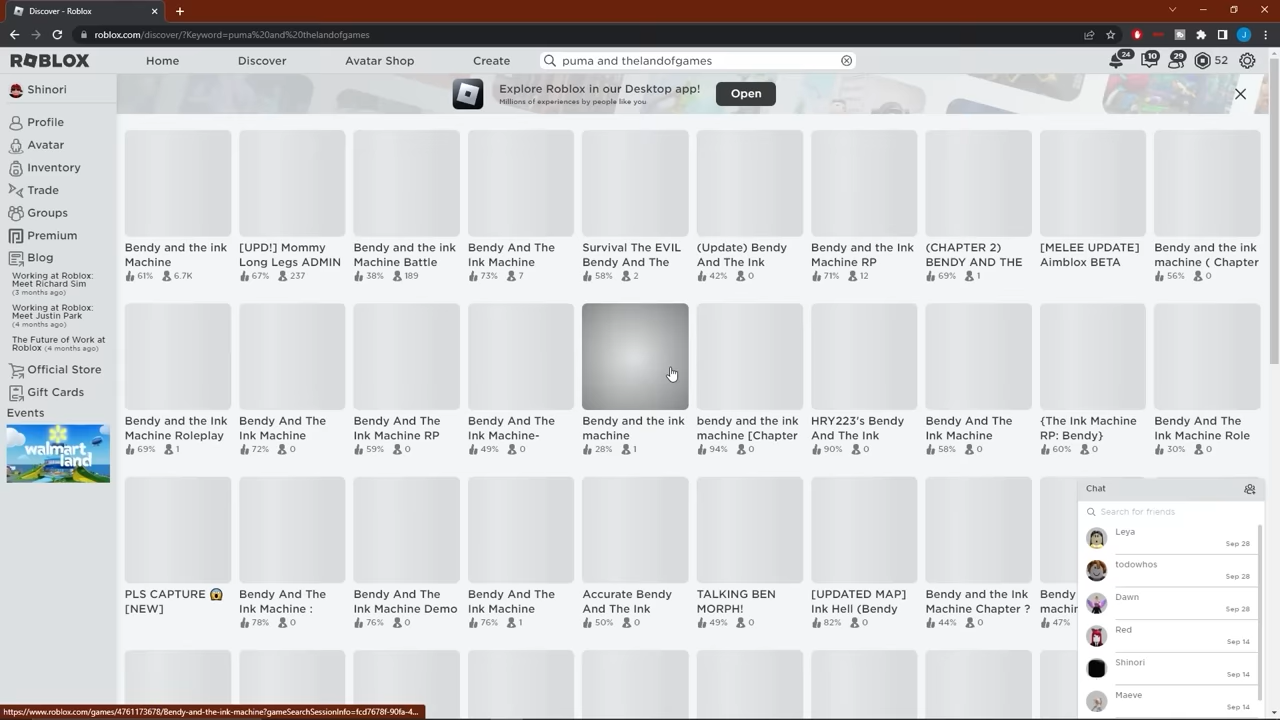 Discover - Roblox
roblox.com/discover/?Keyword=puma%20and%20thelandofgames
ROBLOX Home Discover Avatar Shop Create puma and thelandofgames 24 10 29 52
Explore Roblox in our Desktop app!
Millions of experiences by people like you
Open
Shinori
Profile
Avatar
Inventory
Trade
Groups
Premium
Blog
Working at Roblox:
Meet Richard Sim
(3 months ago)
Working at Roblox:
Meet Justin Park
(4 months ago)
The Future of Work at
Roblox (4 months ago)
Official Store
Gift Cards
Events
walmart
land
Bendy and the ink
Machine
61% 6.7K
[UPD!] Mommy
Long Legs ADMIN
67% 237
Bendy and the ink
Machine Battle
38% 189
Bendy And The
Ink Machine
73% 7
Survival The EVIL
Bendy And The
58% 2
(Update) Bendy
And The Ink
42% 0
Bendy and the Ink
Machine RP
71% 12
(CHAPTER 2)
BENDY AND THE
69% 1
[MELEE UPDATE]
Aimblox BETA
Bendy and the ink
machine ( Chapter
56% 0
Bendy and the Ink
Machine Roleplay
69% 1
Bendy And The
Ink Machine
72% 0
Bendy And The
Ink Machine RP
59% 0
Bendy And The
Ink Machine-
49% 0
Bendy and the ink
machine
28% 1
bendy and the ink
machine [Chapter
94% 0
HRY223's Bendy
And The Ink
90% 0
Bendy And The
Ink Machine
58% 0
{The Ink Machine
RP: Bendy}
60% 0
Bendy And The
Ink Machine Role
30% 0
PLS CAPTURE 😱
[NEW]
Bendy And The
Ink Machine :
78% 0
Bendy And The
Ink Machine Demo
76% 0
Bendy And The
Ink Machine
76% 1
Accurate Bendy
And The Ink
50% 0
TALKING BEN
MORPH!
49% 0
[UPDATED MAP]
Ink Hell (Bendy
82% 0
Bendy and the Ink
Machine Chapter ?
44% 0
Bendy
machin
47%
Chat
Search for friends
Leya
Sep 28
todowhos
Sep 28
Dawn
Sep 28
Red
Sep 14
Shinori
Sep 14
Maeve
Sep 14
https://www.roblox.com/games/4761173678/Bendy-and-the-ink-machine?gameSearchSessionInfo=fcd7678f-90fa-4...